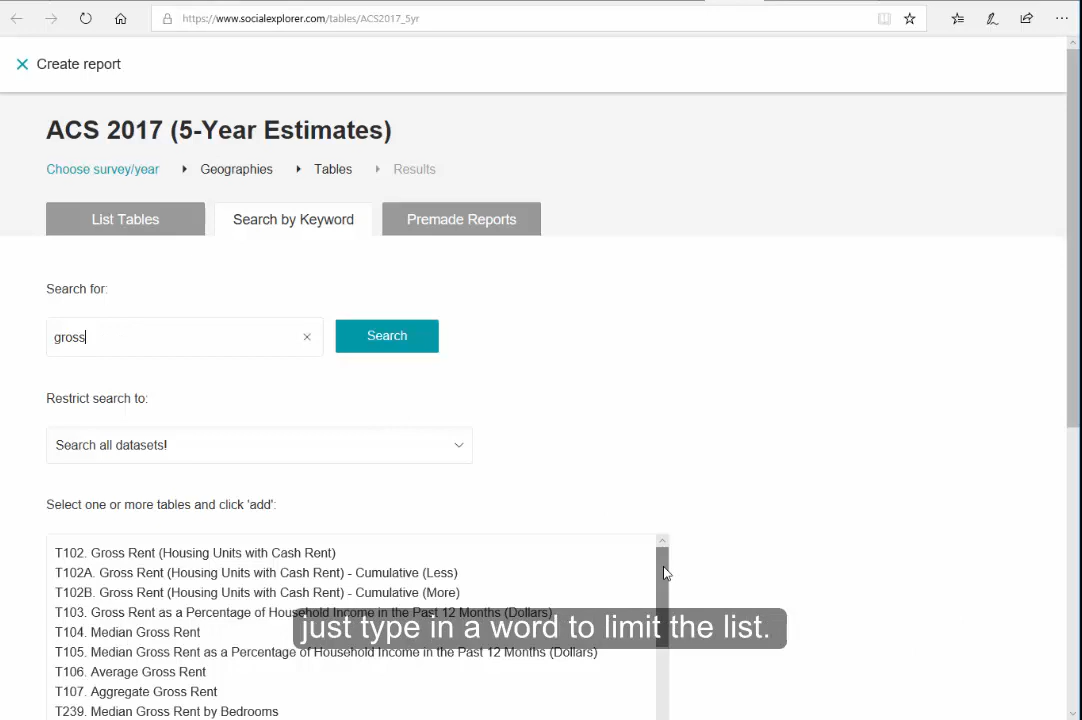 https://www.socialexplorer.com/tables/ACS2017_5yr
Create report
ACS 2017 (5-Year Estimates)
Choose survey/year Geographies Tables Results
List Tables Search by Keyword Premade Reports
Search for:
gross
Search
Restrict search to:
Search all datasets!
Select one or more tables and click 'add':
T102. Gross Rent (Housing Units with Cash Rent)
T102A. Gross Rent (Housing Units with Cash Rent) - Cumulative (Less)
T102B. Gross Rent (Housing Units with Cash Rent) - Cumulative (More)
T103. Gross Rent as a Percentage of Household Income in the Past 12 Months (Dollars)
just type in a word to limit the list.
T104. Median Gross Rent
T105. Median Gross Rent as a Percentage of Household Income in the Past 12 Months (Dollars)
T106. Average Gross Rent
T107. Aggregate Gross Rent
T239. Median Gross Rent by Bedrooms